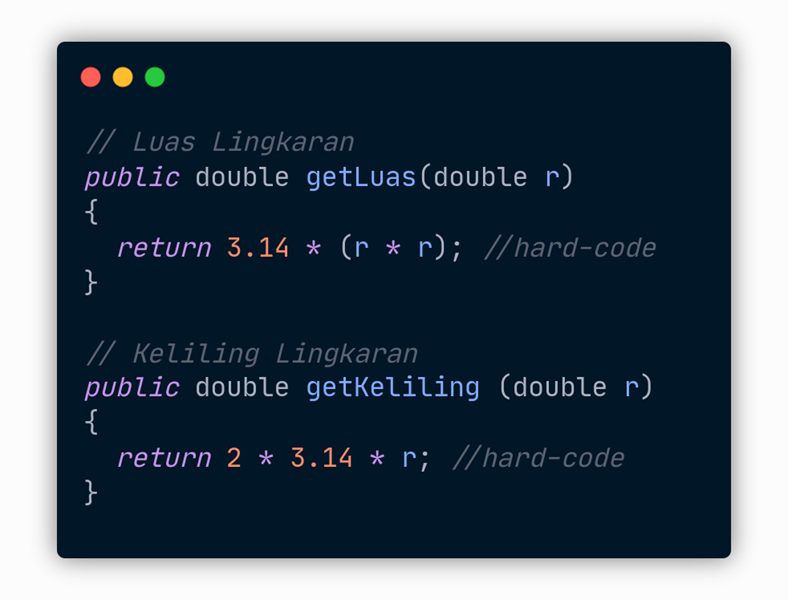 // Luas Lingkaran
public double getLuas(double r)
{
  return 3.14 * (r * r); //hard-code
}

// Keliling Lingkaran
public double getKeliling (double r)
{
  return 2 * 3.14 * r; //hard-code
}